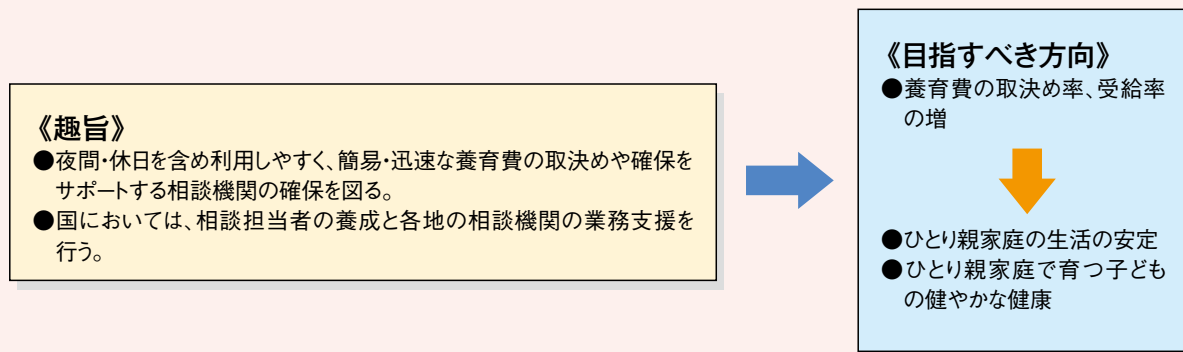 《趣旨》
●夜間・休日を含め利用しやすく、簡易・迅速な養育費の取決めや確保を
サポートする相談機関の確保を図る。
●国においては、相談担当者の養成と各地の相談機関の業務支援を
行う。
《目指すべき方向》
●養育費の取決め率、受給率
の増
●ひとり親家庭の生活の安定
●ひとり親家庭で育つ子ども
の健やかな健康